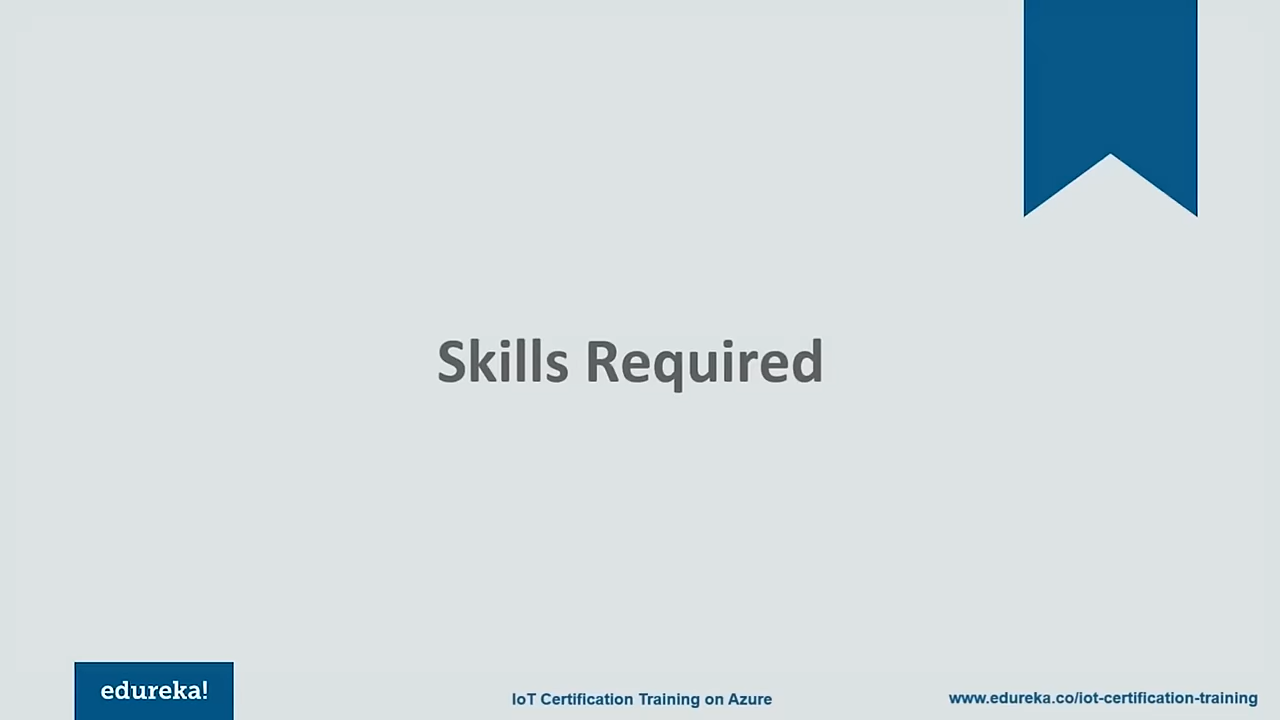 Skills Required
edureka!
IoT Certification Training on Azure
www.edureka.co/iot-certification-training